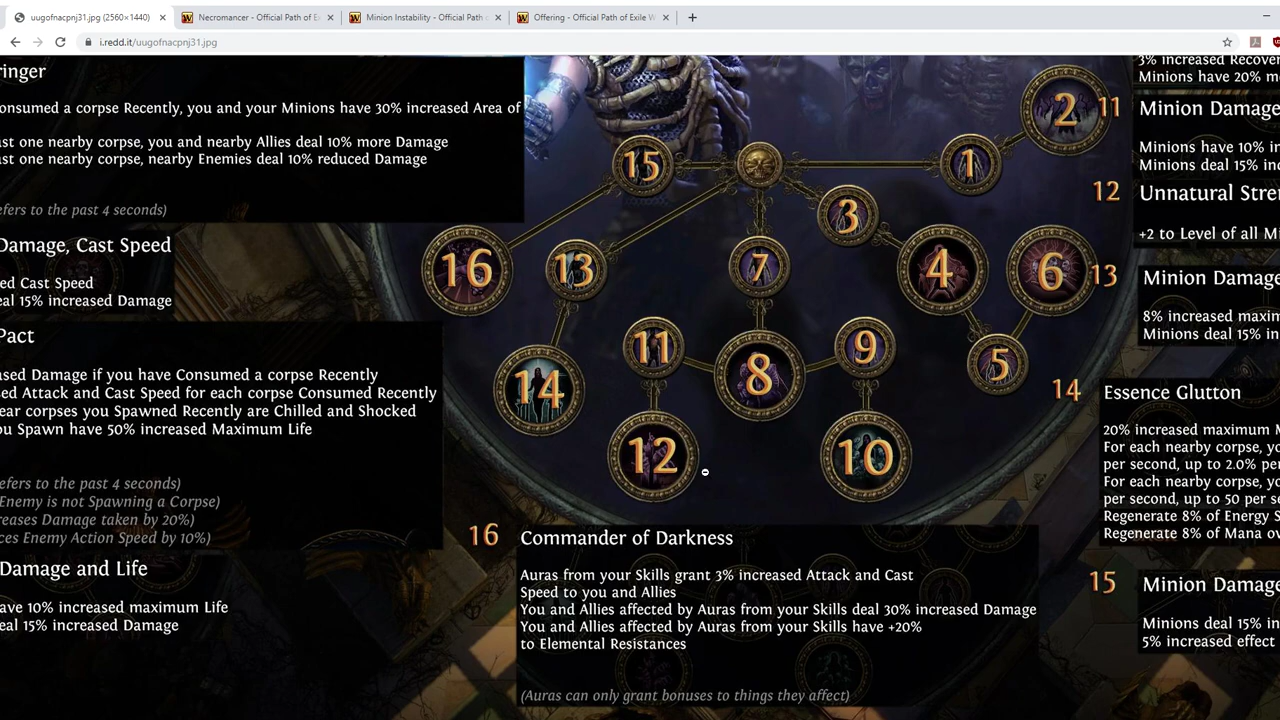 uugofnacpnj31.jpg (2560×1440)
Necromancer - Official Path of E
Minion Instability - Official Path o
Offering - Official Path of Exile W
i.redd.it/uugofnacpnj31.jpg
ringer
onsumed a corpse Recently, you and your Minions have 30% increased Area of
ast one nearby corpse, you and nearby Allies deal 10% more Damage
ast one nearby corpse, nearby Enemies deal 10% reduced Damage
efers to the past 4 seconds)
Damage, Cast Speed
ed Cast Speed
eal 15% increased Damage
Pact
ased Damage if you have Consumed a corpse Recently
sed Attack and Cast Speed for each corpse Consumed Recently
ear corpses you Spawned Recently are Chilled and Shocked
ou Spawn have 50% increased Maximum Life
efers to the past 4 seconds)
Enemy is not Spawning a Corpse)
reases Damage taken by 20%)
ces Enemy Action Speed by 10%)
Damage and Life
ave 10% increased maximum Life
eal 15% increased Damage
2
15
1
3
16
13
7
4
6
11
9
5
14
8
12
10
16
Commander of Darkness
Auras from your Skills grant 3% increased Attack and Cast
Speed to you and Allies
You and Allies affected by Auras from your Skills deal 30% increased Damage
You and Allies affected by Auras from your Skills have +20%
to Elemental Resistances
(Auras can only grant bonuses to things they affect)
3% increased Recover
Minions have 20% m
11
Minion Damage
Minions have 10% in
Minions deal 15% inc
12
Unnatural Stren
+2 to Level of all Mi
13
Minion Damage
8% increased maxim
Minions deal 15% in
14
Essence Glutton
20% increased maximum M
For each nearby corpse, yo
per second, up to 2.0% pe
For each nearby corpse, yo
per second, up to 50 per s
Regenerate 8% of Energy S
Regenerate 8% of Mana ov
15
Minion Damage
Minions deal 15% in
5% increased effect